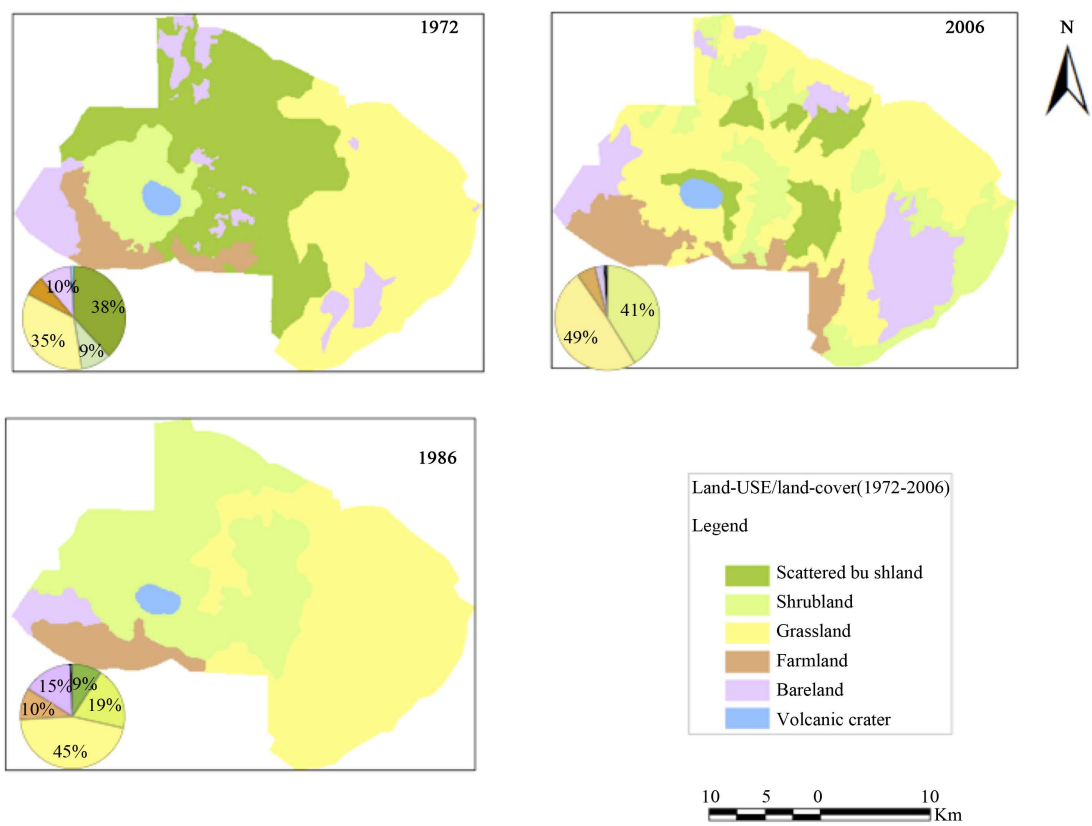 1972
10%
38%
35%
9%
2006
41%
49%
N
1986
15%
9%
19%
10%
45%
Land-USE/land-cover(1972-2006)
Legend
Scattered bu shland
Shrubland
Grassland
Farmland
Bareland
Volcanic crater
10 5 0 10
Km